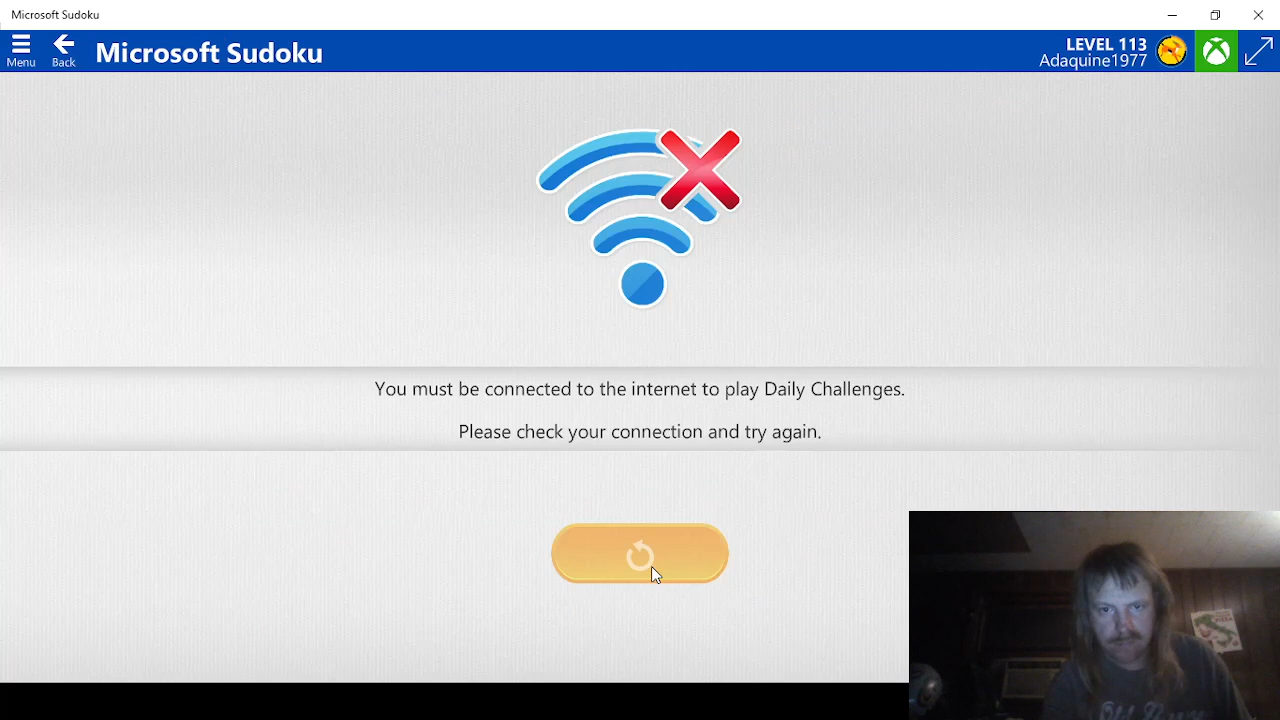 Microsoft Sudoku
Menu
Back
Microsoft Sudoku
LEVEL 113
Adaquine1977
You must be connected to the internet to play Daily Challenges.
Please check your connection and try again.